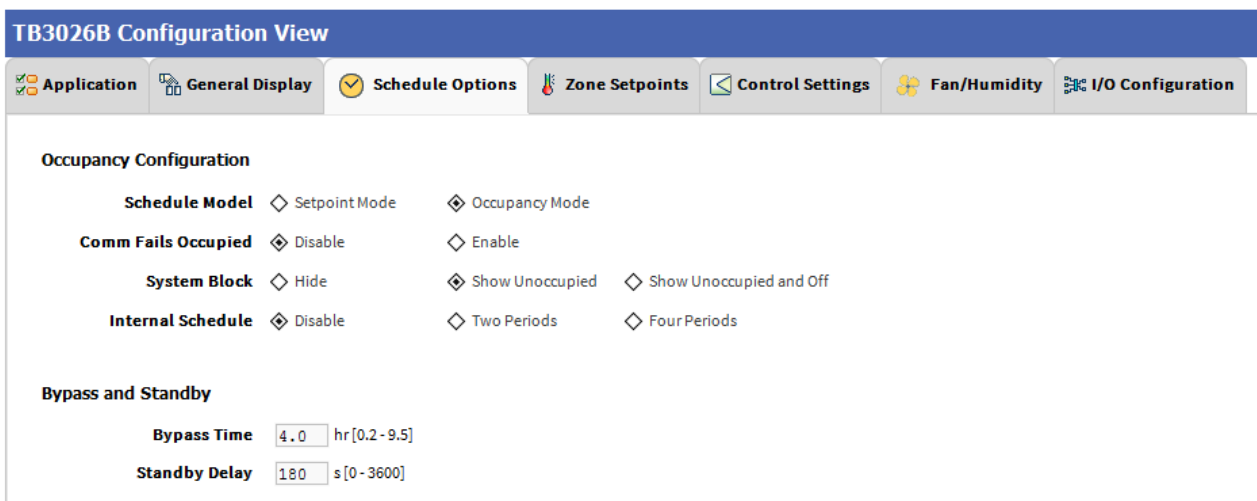 TB3026B Configuration View
Application General Display Schedule Options Zone Setpoints Control Settings Fan/Humidity I/O Configuration
Occupancy Configuration
Schedule Model Setpoint Mode Occupancy Mode
Comm Fails Occupied Disable Enable
System Block Hide Show Unoccupied Show Unoccupied and Off
Internal Schedule Disable Two Periods Four Periods
Bypass and Standby
Bypass Time 4.0 hr [0.2 - 9.5]
Standby Delay 180 s [0 - 3600]